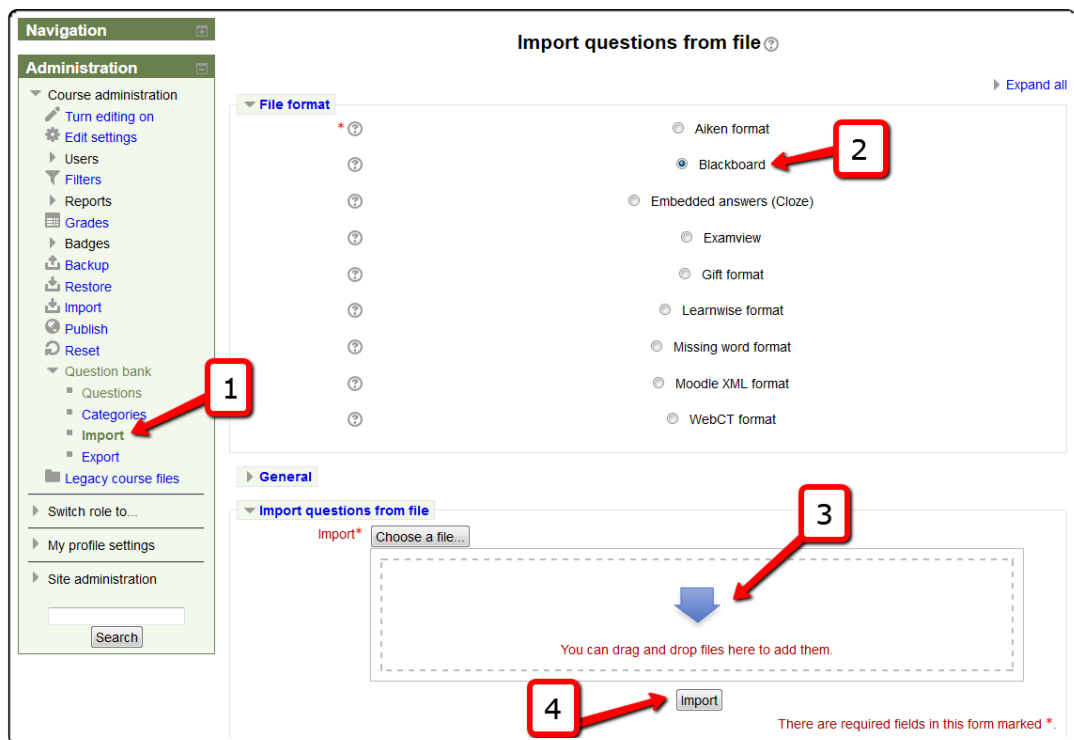 Navigation
Administration
Course administration
Turn editing on
Edit settings
Users
Filters
Reports
Grades
Badges
Backup
Restore
Import
Publish
Reset
Question bank
Questions
Categories
Import
Export
Legacy course files
Switch role to...
My profile settings
Site administration
Search
1
Import questions from file
Expand all
File format
*
Aiken format
Blackboard
2
Embedded answers (Cloze)
Examview
Gift format
Learnwise format
Missing word format
Moodle XML format
WebCT format
General
Import questions from file
Import* Choose a file...
3
You can drag and drop files here to add them.
4
Import
There are required fields in this form marked *.